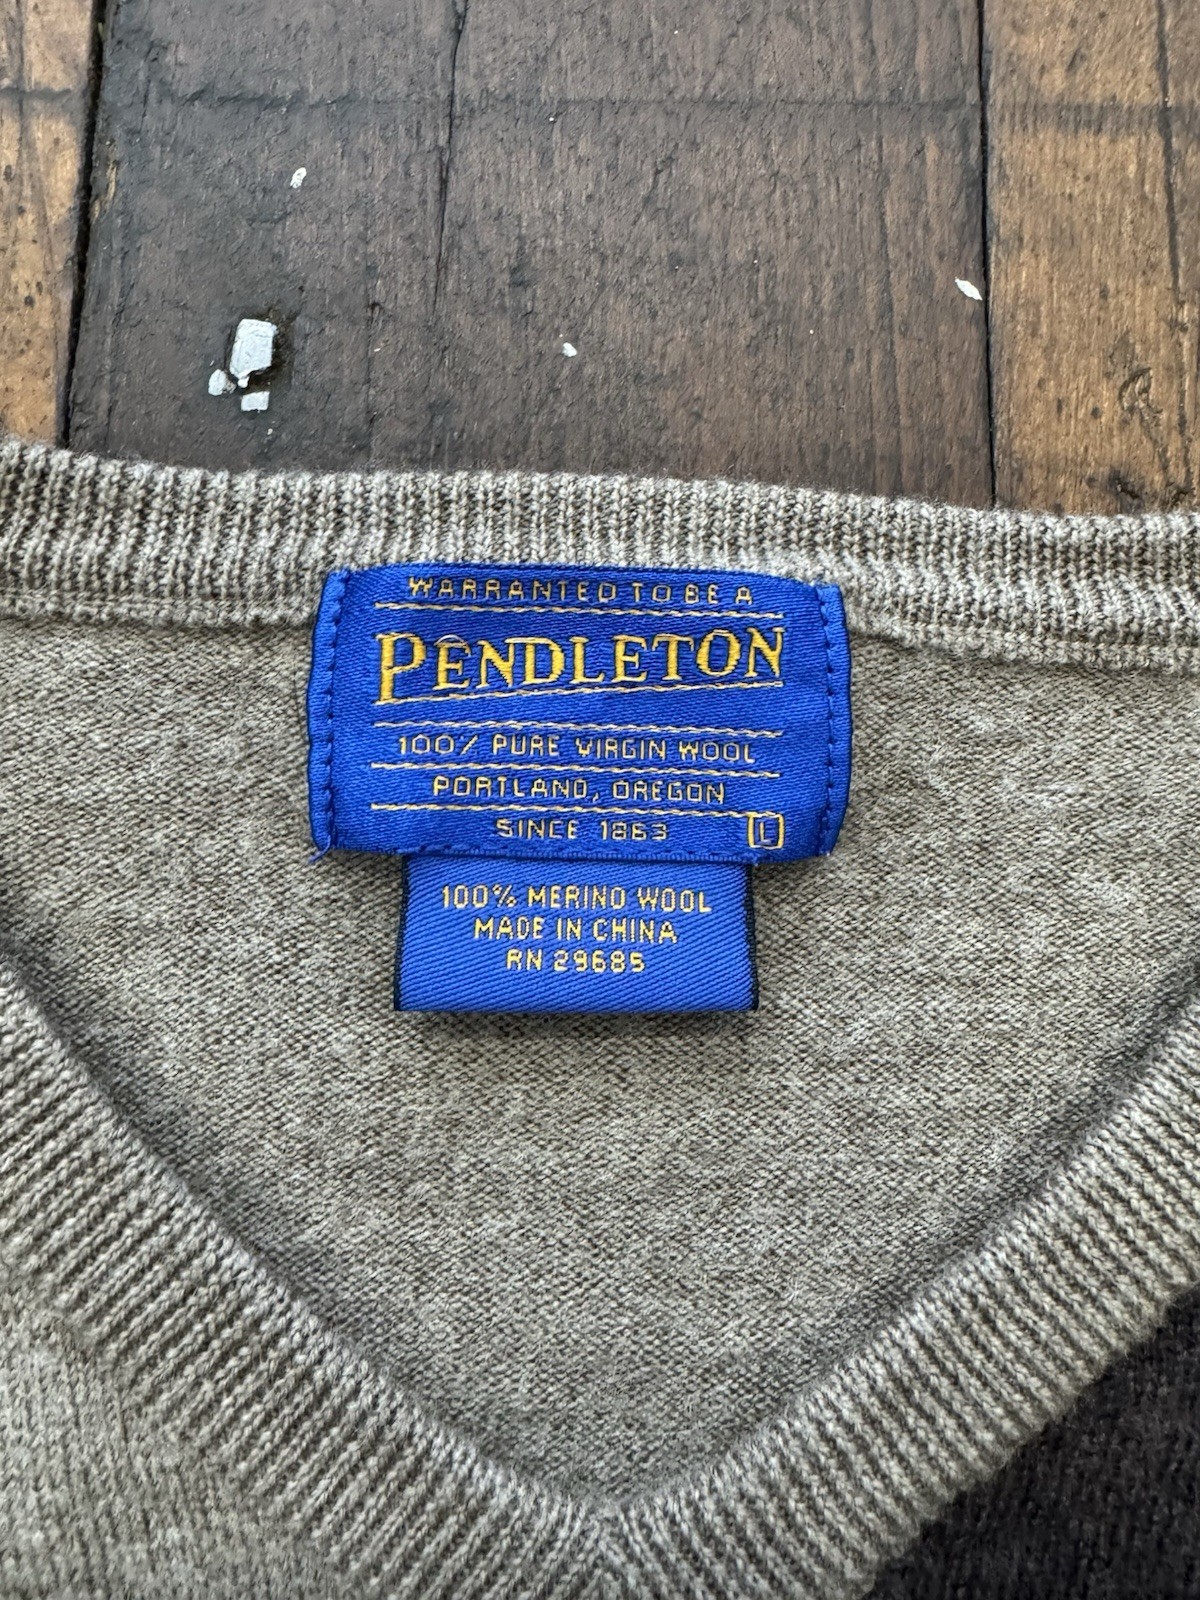 WARRANTED TO BE A
PENDLETON
100% PURE VIRGIN WOOL
PORTLAND, OREGON
SINCE 1863 L
100% MERINO WOOL
MADE IN CHINA
RN 29685